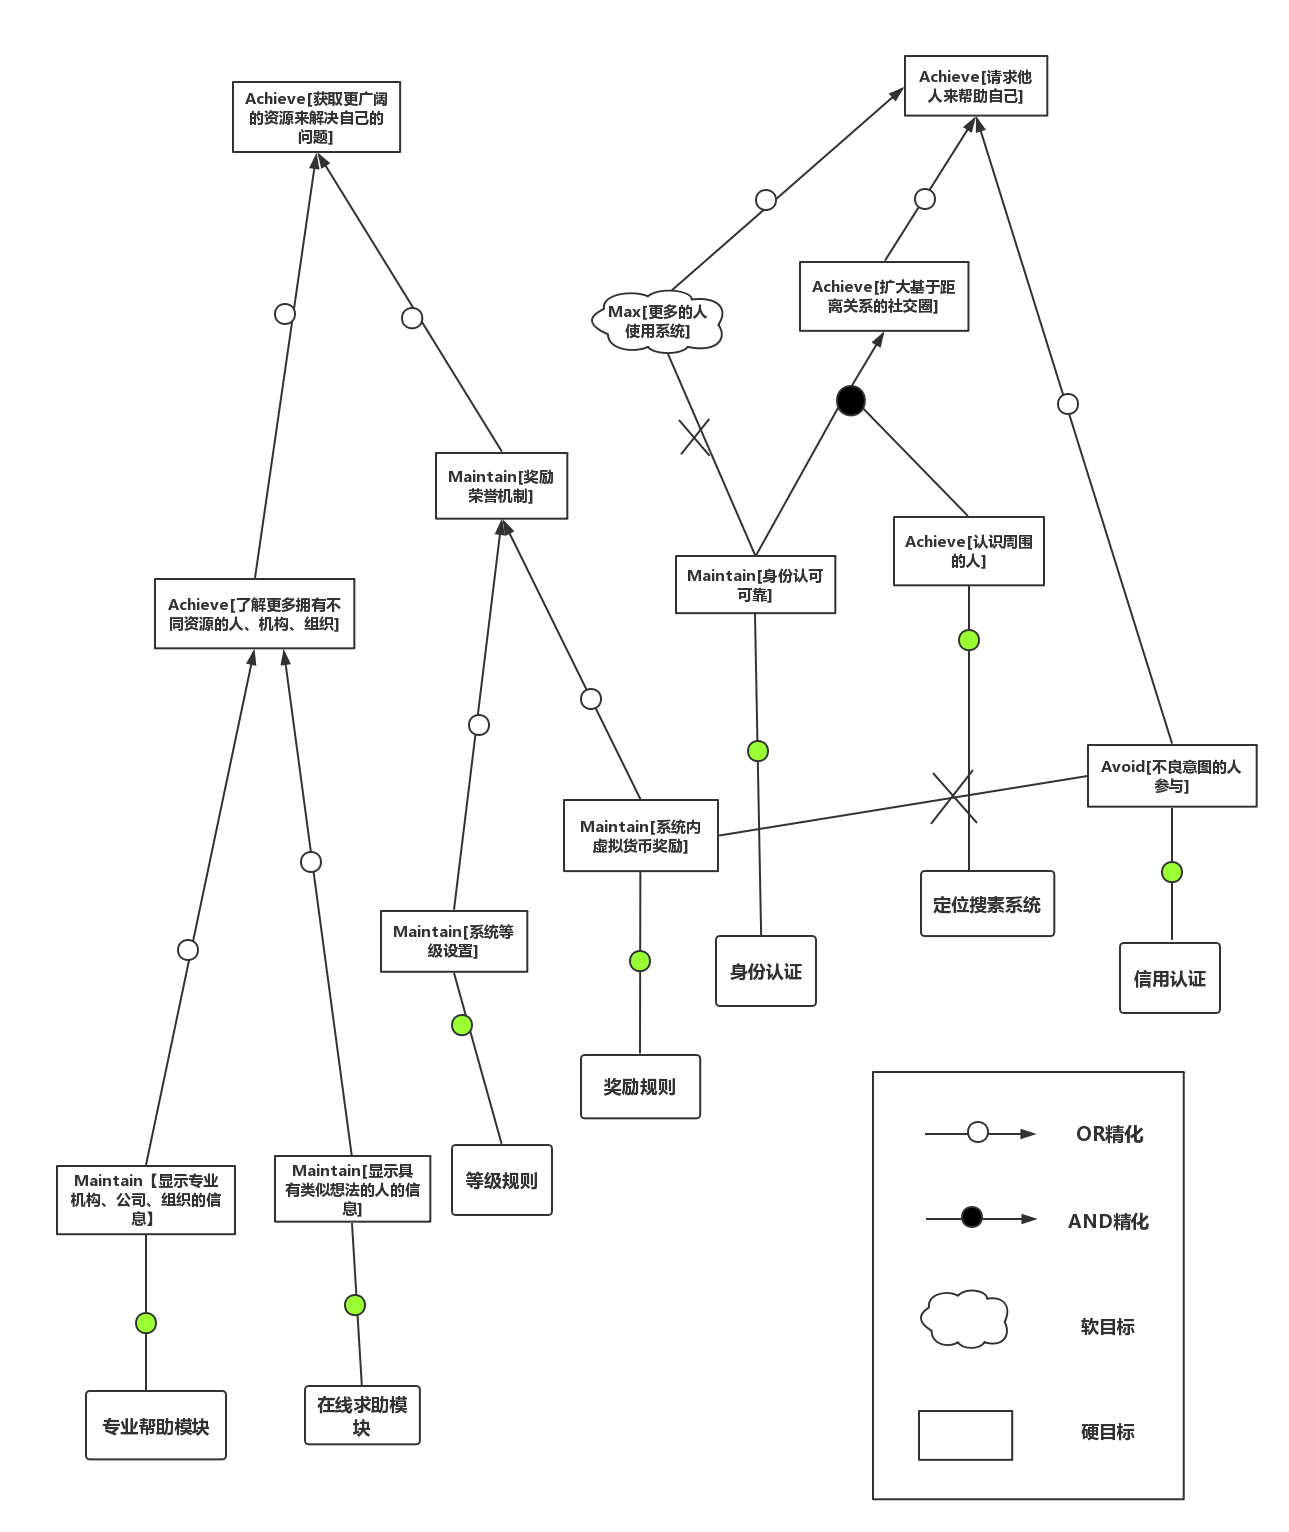 Achieve[请求他
人来帮助自己]
Achieve[获取更广阔
的资源来解决自己的
问题]
Achieve[扩大基于距
离关系的社交圈]
Max[更多的人
使用系统]
Maintain[奖励
荣誉机制]
Achieve[认识周围
的人]
Maintain[身份认可
可靠]
Achieve[了解更多拥有不
同资源的人、机构、组织]
Avoid[不良意图的人
参与]
Maintain[系统内
虚拟货币奖励]
定位搜素系统
Maintain[系统等
级设置]
身份认证
信用认证
奖励规则
OR精化
等级规则
Maintain【显示专业
机构、公司、组织的信
息】
Maintain[显示具
有类似想法的人的信
息]
AND精化
软目标
专业帮助模块
在线求助模
块
硬目标